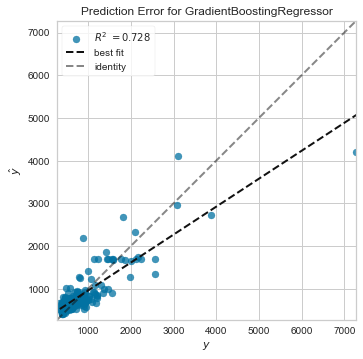 Prediction Error for GradientBoostingRegressor
R² = 0.728
best fit
identity
7000
6000
5000
4000
3000
2000
1000
ŷ
1000 2000 3000 4000 5000 6000 7000
y